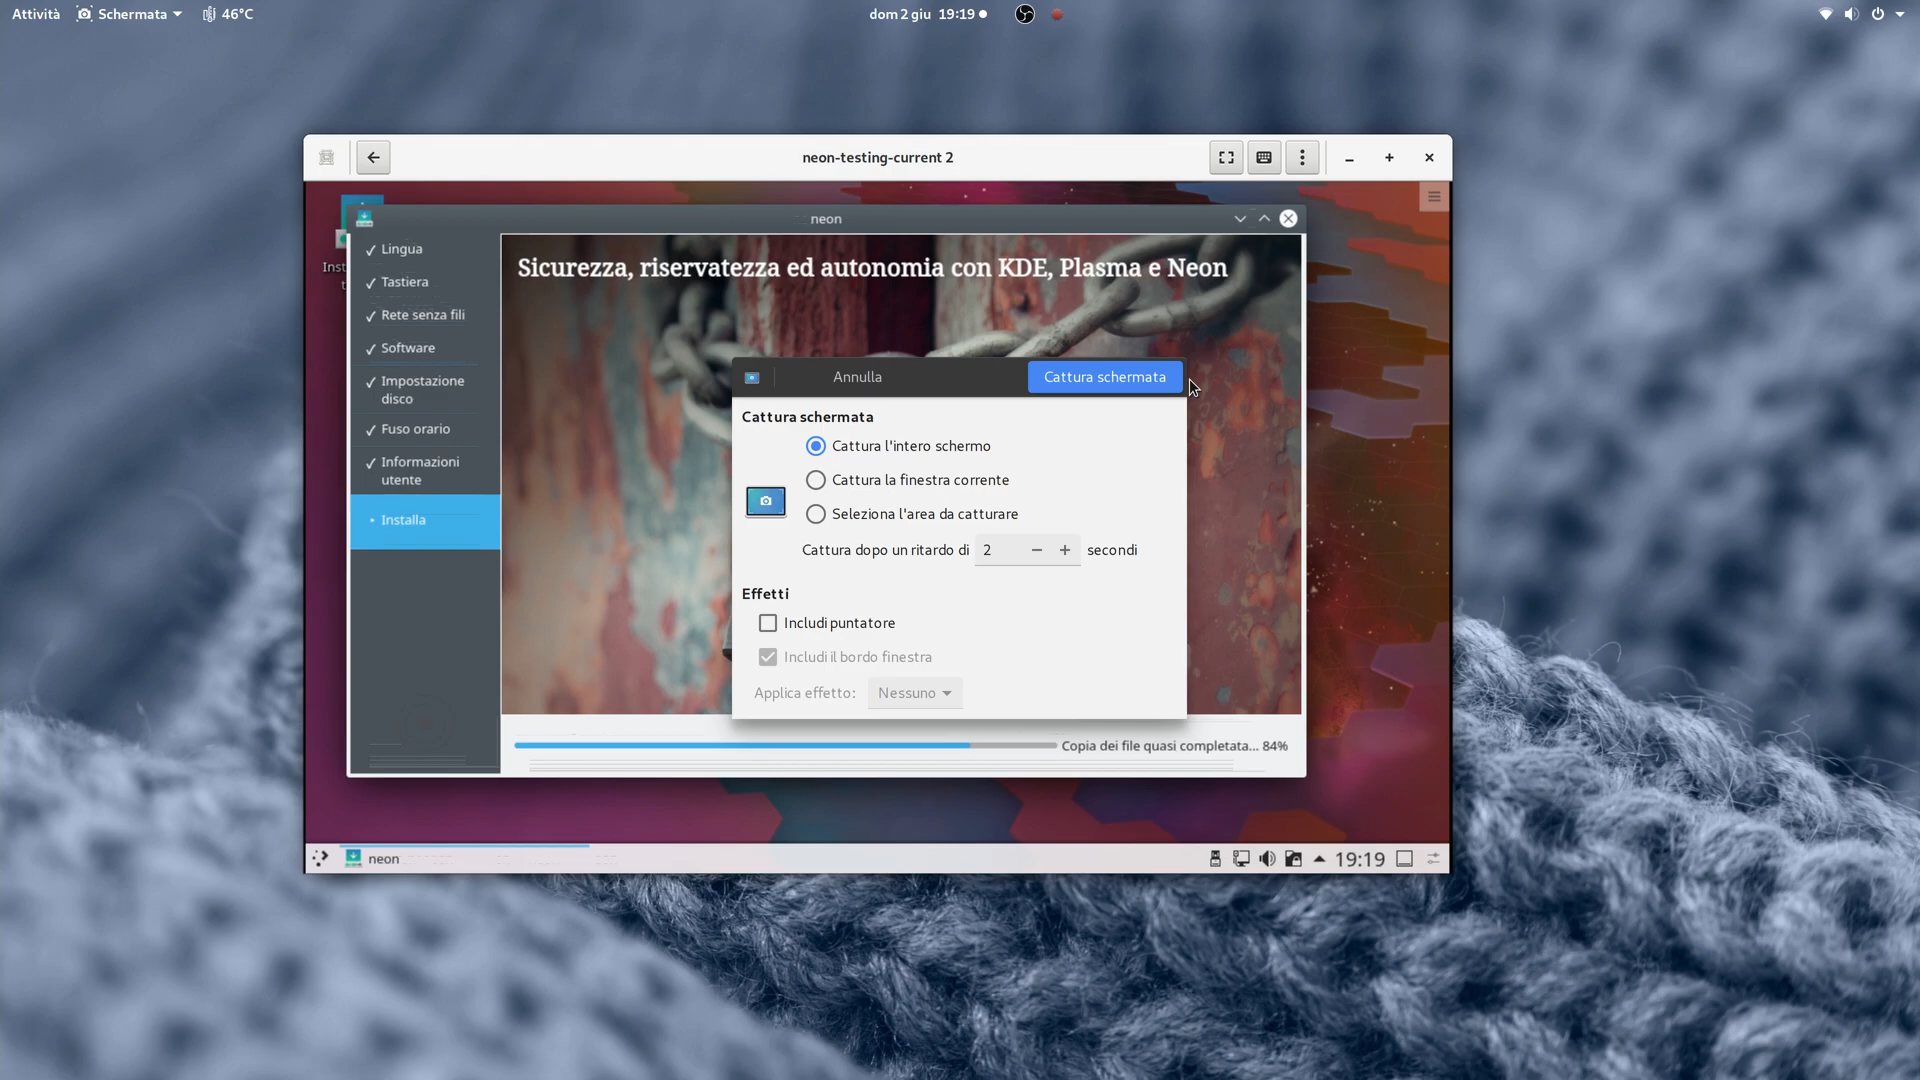 Attività
Schermata
46°C
dom 2 giu 19:19
neon-testing-current 2
Inst
t
neon
✓ Lingua
✓ Tastiera
✓ Rete senza fili
✓ Software
✓ Impostazione
disco
✓ Fuso orario
✓ Informazioni
utente
Installa
Sicurezza, riservatezza ed autonomia con KDE, Plasma e Neon
Annulla
Cattura schermata
Cattura schermata
Cattura l'intero schermo
Cattura la finestra corrente
Seleziona l'area da catturare
Cattura dopo un ritardo di 2 − + secondi
Effetti
Includi puntatore
Includi il bordo finestra
Applica effetto: Nessuno
Copia dei file quasi completata... 84%
neon
19:19